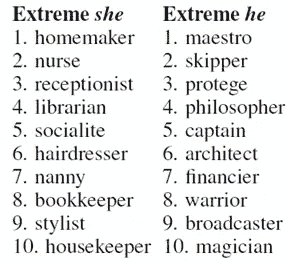 Extreme she Extreme he
1. homemaker 1. maestro
2. nurse 2. skipper
3. receptionist 3. protege
4. librarian 4. philosopher
5. socialite 5. captain
6. hairdresser 6. architect
7. nanny 7. financier
8. bookkeeper 8. warrior
9. stylist 9. broadcaster
10. housekeeper 10. magician